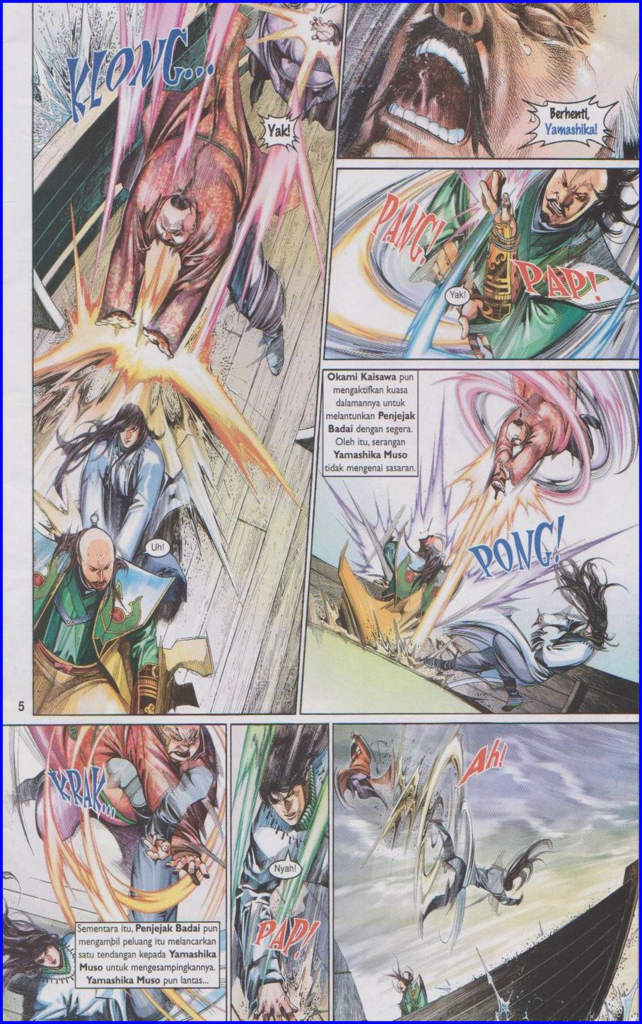 KLONG...
Yak!
Uh!
Berhenti,
Yamashika!
PANG!
PAP!
Yak!
Okami Kaisawa pun
mengaktifkan kuasa
dalamannya untuk
melantunkan Penjejak
Badai dengan segera.
Oleh itu, serangan
Yamashika Muso
tidak mengenai sasaran.
PONG!
5
KRAK...
Sementara itu, Penjejak Badai pun
mengambil peluang itu melancarkan
satu tendangan kepada Yamashika
Muso untuk mengesampingkannya.
Yamashika Muso pun lantas...
Nyah!
PAP!
Ah!